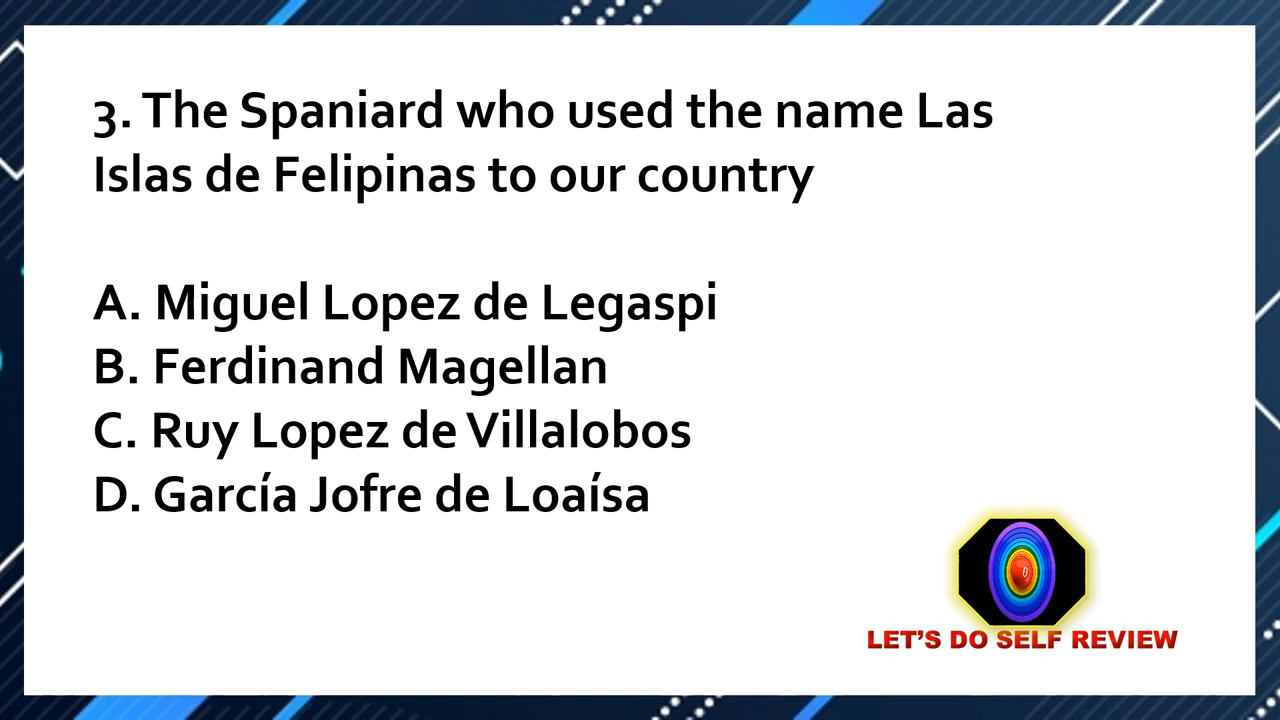 3. The Spaniard who used the name Las
Islas de Felipinas to our country
A. Miguel Lopez de Legaspi
B. Ferdinand Magellan
C. Ruy Lopez de Villalobos
D. García Jofre de Loaísa
LET'S DO SELF REVIEW